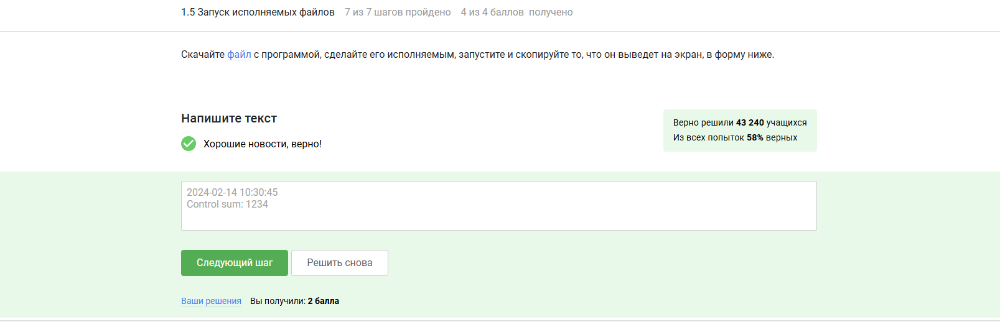 1.5 Запуск исполняемых файлов 7 из 7 шагов пройдено 4 из 4 баллов получено
Скачайте файл с программой, сделайте его исполняемым, запустите и скопируйте то, что он выведет на экран, в форму ниже.
Напишите текст
Хорошие новости, верно!
Верно решили 43 240 учащихся
Из всех попыток 58% верных
2024-02-14 10:30:45
Control sum: 1234
Следующий шаг Решить снова
Ваши решения Вы получили: 2 балла